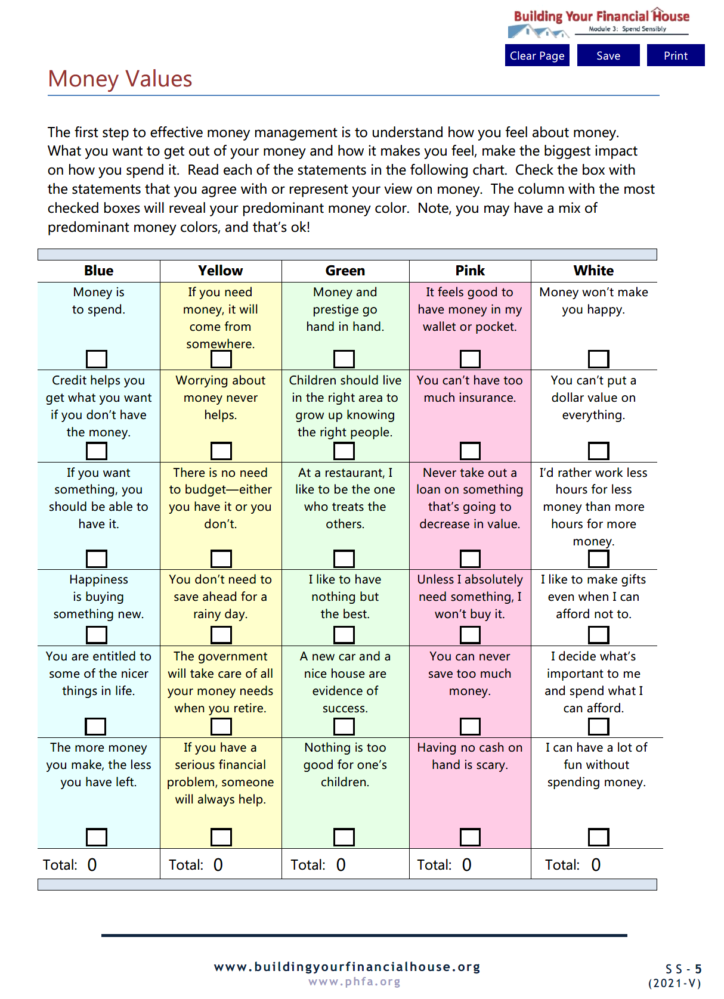 Building Your Financial House
Module 3: Spend Sensibly
Clear Page
Save
Print
Money Values
The first step to effective money management is to understand how you feel about money.
What you want to get out of your money and how it makes you feel, make the biggest impact
on how you spend it. Read each of the statements in the following chart. Check the box with
the statements that you agree with or represent your view on money. The column with the most
checked boxes will reveal your predominant money color. Note, you may have a mix of
predominant money colors, and that's ok!
Blue
Yellow
Green
Pink
White
Money is
to spend.
If you need
money, it will
come from
somewhere.
Money and
prestige go
hand in hand.
It feels good to
have money in my
wallet or pocket.
Money won't make
you happy.
Credit helps you
get what you want
if you don't have
the money.
Worrying about
money never
helps.
Children should live
in the right area to
grow up knowing
the right people.
You can't have too
much insurance.
You can't put a
dollar value on
everything.
If you want
something, you
should be able to
have it.
There is no need
to budget—either
you have it or you
don't.
At a restaurant, I
like to be the one
who treats the
others.
Never take out a
loan on something
that's going to
decrease in value.
I'd rather work less
hours for less
money than more
hours for more
money.
Happiness
is buying
something new.
You don't need to
save ahead for a
rainy day.
I like to have
nothing but
the best.
Unless I absolutely
need something, I
won't buy it.
I like to make gifts
even when I can
afford not to.
You are entitled to
some of the nicer
things in life.
The government
will take care of all
your money needs
when you retire.
A new car and a
nice house are
evidence of
success.
You can never
save too much
money.
I decide what's
important to me
and spend what I
can afford.
The more money
you make, the less
you have left.
If you have a
serious financial
problem, someone
will always help.
Nothing is too
good for one's
children.
Having no cash on
hand is scary.
I can have a lot of
fun without
spending money.
Total: 0
Total: 0
Total: 0
Total: 0
Total: 0
www.buildingyourfinancialhouse.org
www.phfa.org
SS - 5
(2021-V)